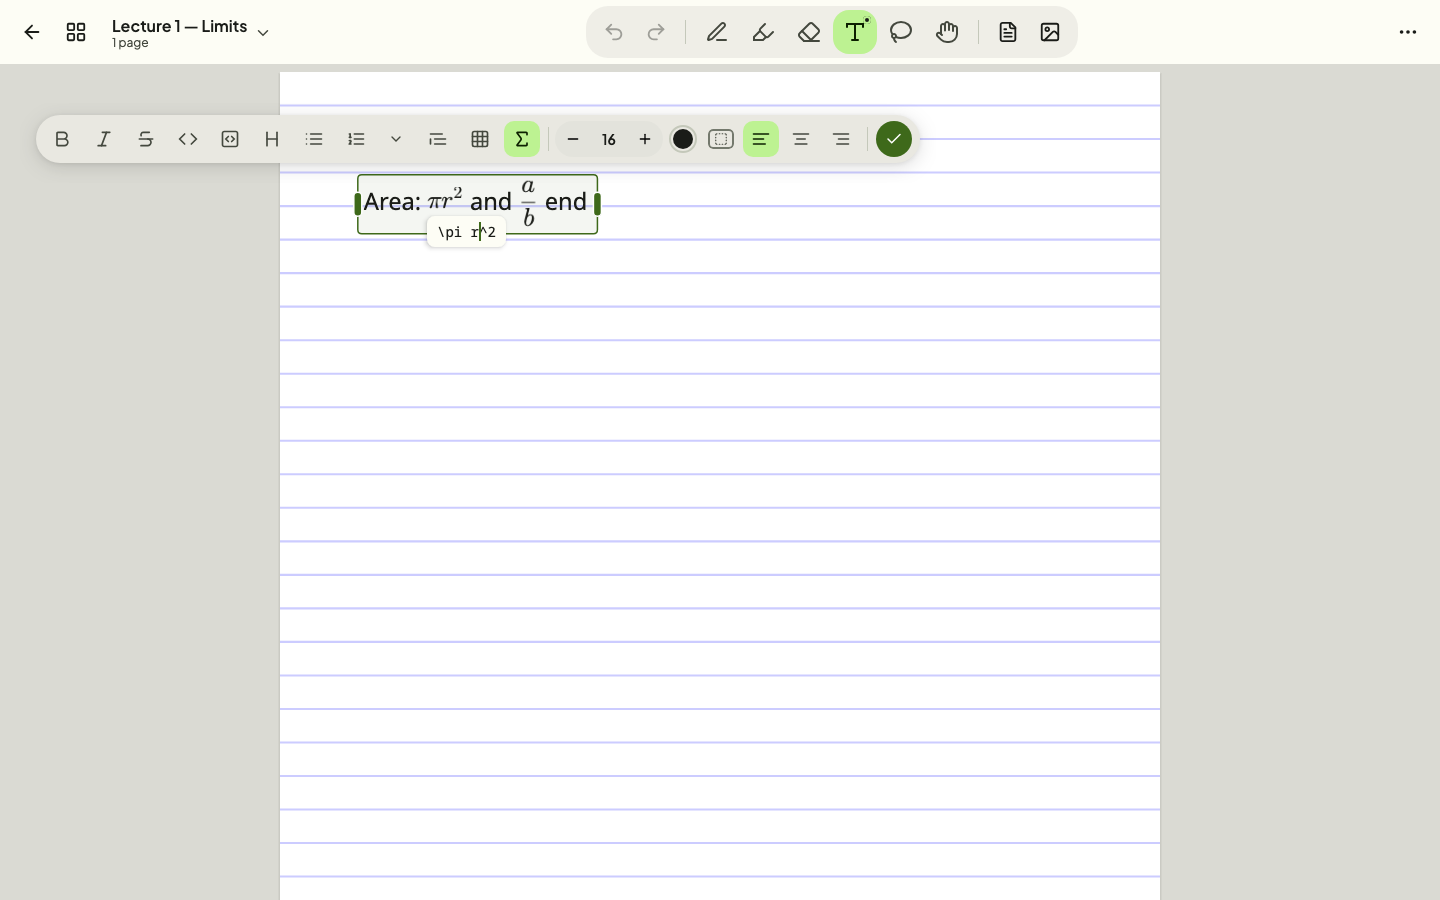 Lecture 1 — Limits
1 page
16
Area: πr² and a/b end
\pi r^2